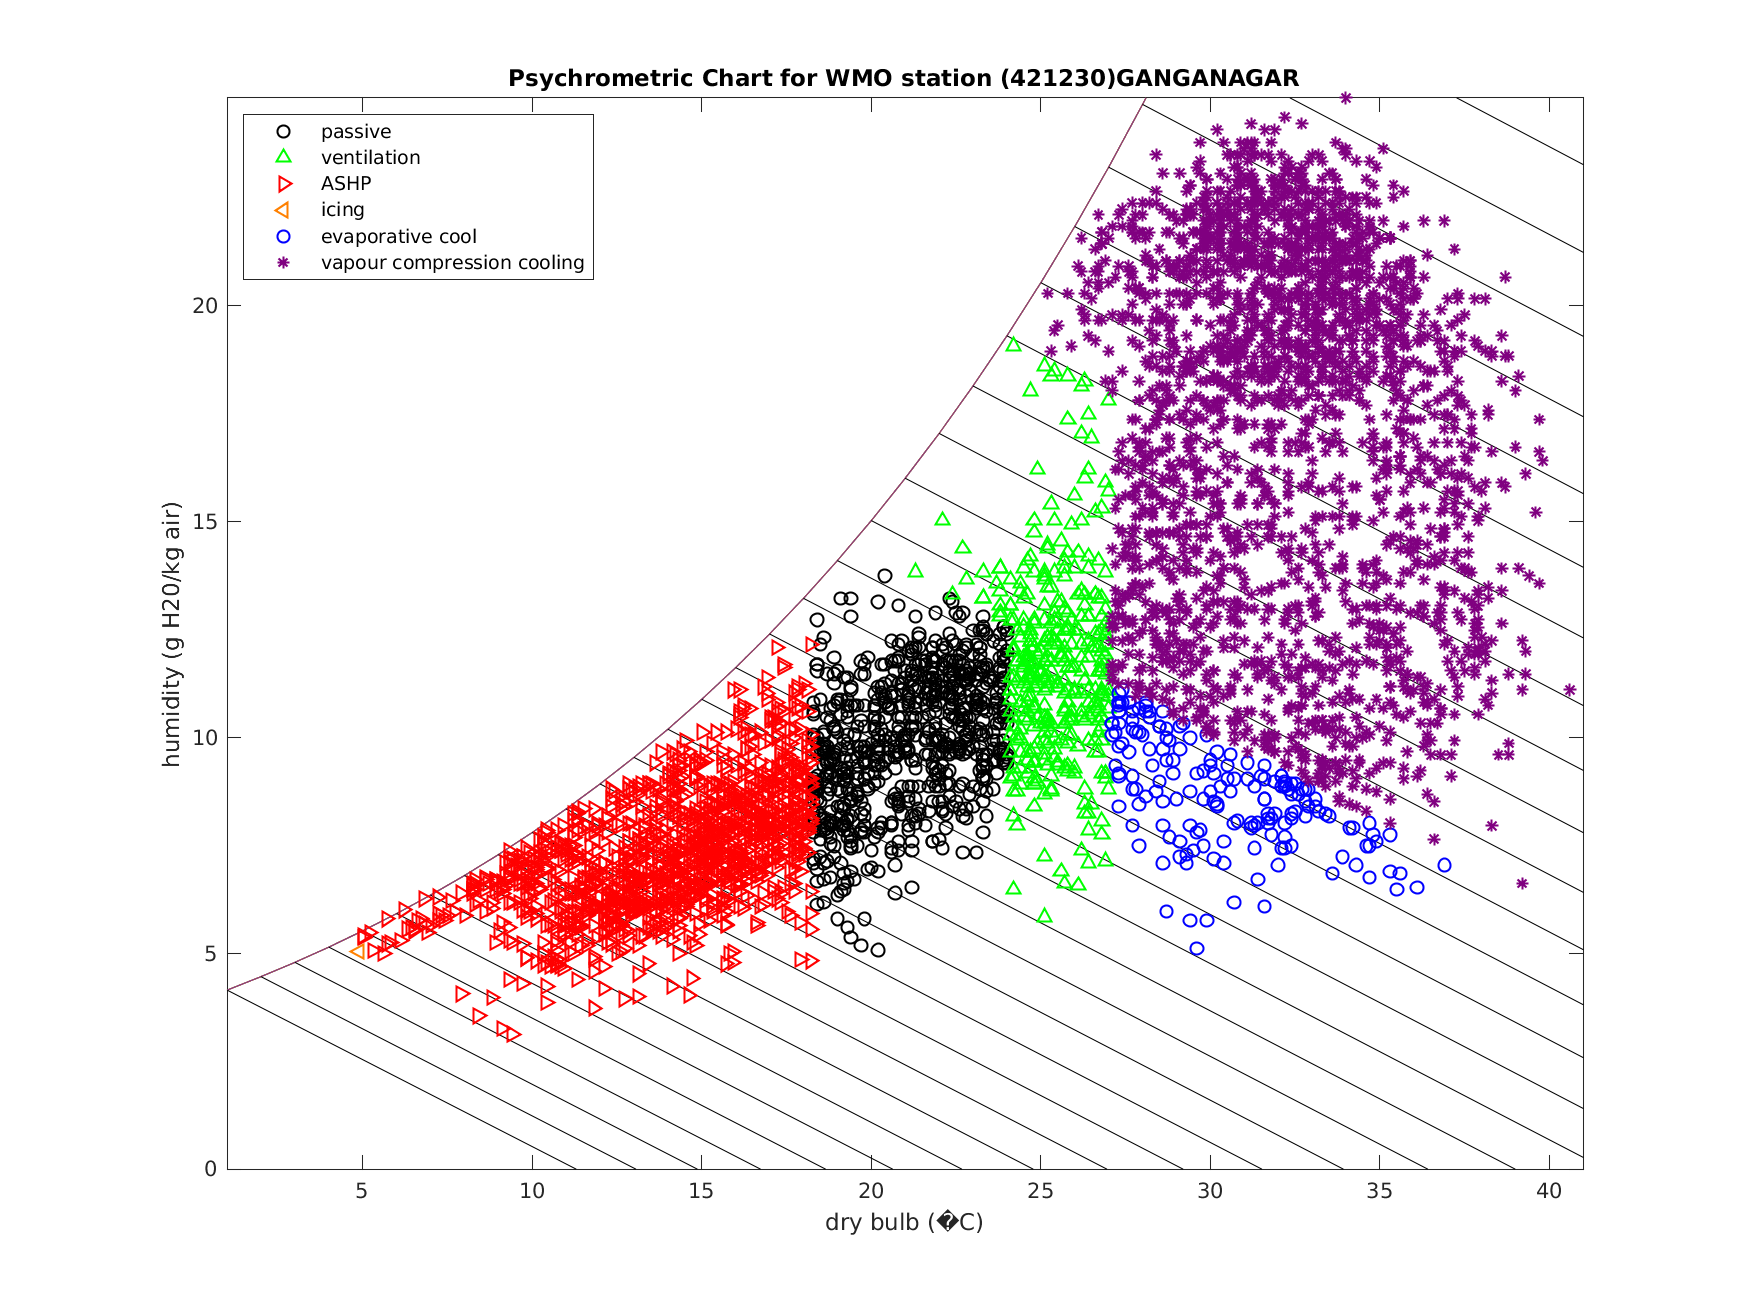 Psychrometric Chart for WMO station (421230)GANGANAGAR
passive
ventilation
ASHP
icing
evaporative cool
vapour compression cooling
humidity (g H20/kg air)
20
15
10
5
0
5 10 15 20 25 30 35 40
dry bulb (�C)